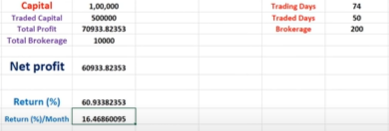 Capital 1,00,000 Trading Days 74
Traded Capital 500000 Traded Days 50
Total Profit 70933.82353 Brokerage 200
Total Brokerage 10000
Net profit 60933.82353
Return (%) 60.93382353
Return (%)/Month 16.46860095